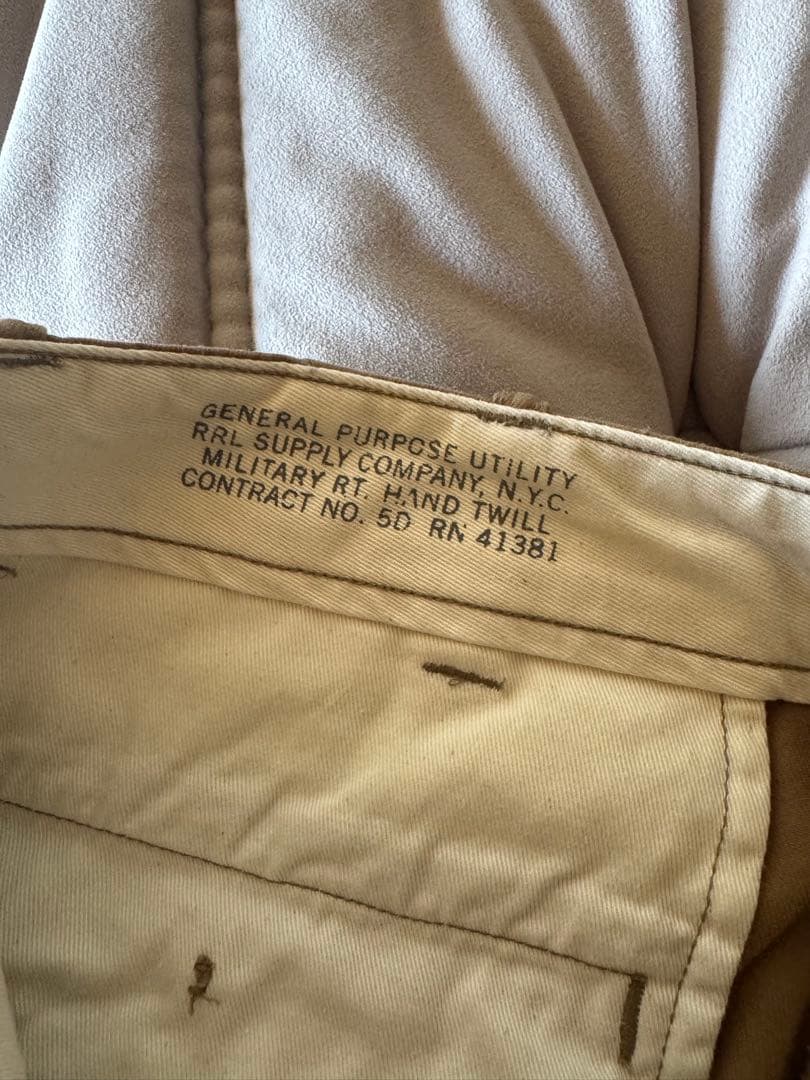 GENERAL PURPOSE UTILITY
RRL SUPPLY COMPANY, N.Y.C.
MILITARY RT. HAND TWILL
CONTRACT NO. 5D RN 41381